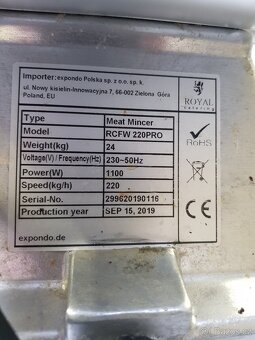 Importer: expondo Polska sp. z o.o. sp. k.
ul. Nowy kisielin-Innowacyjna 7, 66-002 Zielona Góra
Poland, EU
ROYAL
catering
Type Meat Mincer
Model RCFW 220PRO
Weight(kg) 24
Voltage(V) / Frequency(Hz) 230~50Hz
Power(W) 1100
Speed(kg/h) 220
Serial-No. 299620190116
Production year SEP 15, 2019
RoHS
CE
expondo.de